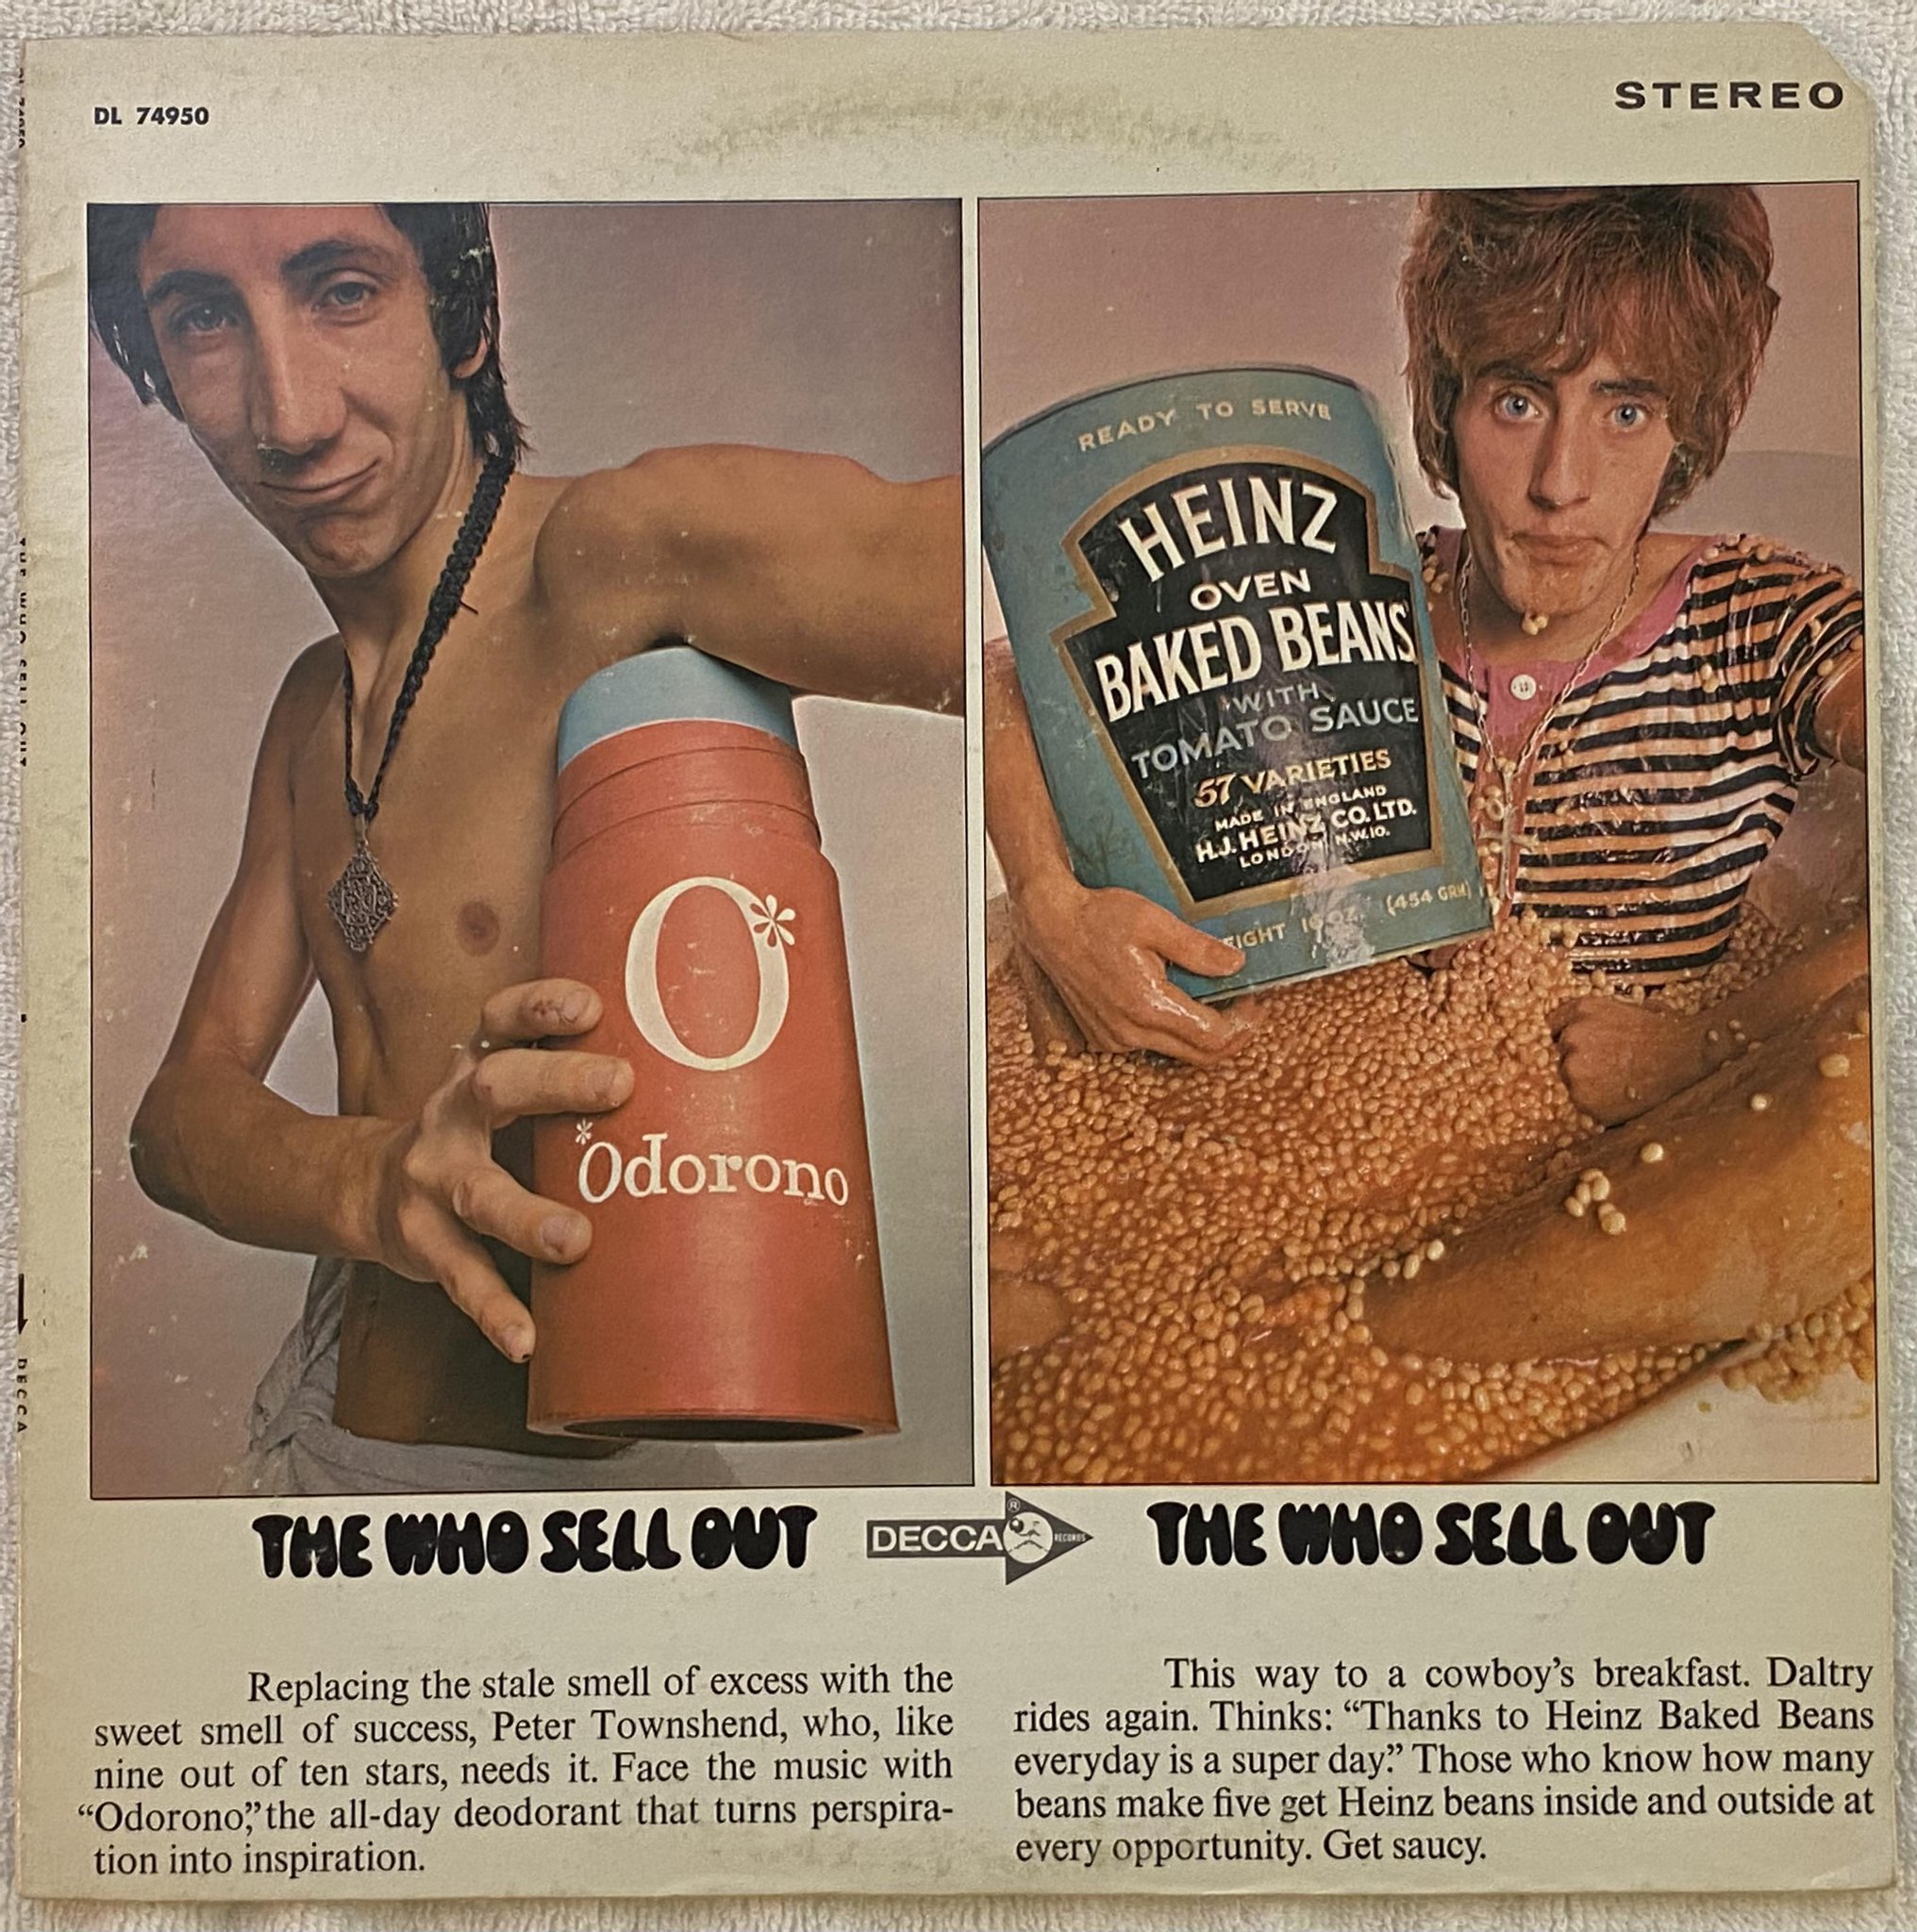 DL 74950
STEREO
READY TO SERVE
HEINZ
OVEN
BAKED BEANS
WITH
TOMATO SAUCE
57 VARIETIES
MADE IN ENGLAND
H.J. HEINZ CO. LTD.
LONDON N.W.10.
(454 GRM)
O*
*Odorono
THE WHO SELL OUT
DECCA
®
RECORDS
THE WHO SELL OUT
Replacing the stale smell of excess with the
sweet smell of success, Peter Townshend, who, like
nine out of ten stars, needs it. Face the music with
“Odorono,” the all-day deodorant that turns perspira-
tion into inspiration.
This way to a cowboy’s breakfast. Daltry
rides again. Thinks: “Thanks to Heinz Baked Beans
everyday is a super day.” Those who know how many
beans make five get Heinz beans inside and outside at
every opportunity. Get saucy.
DECCA